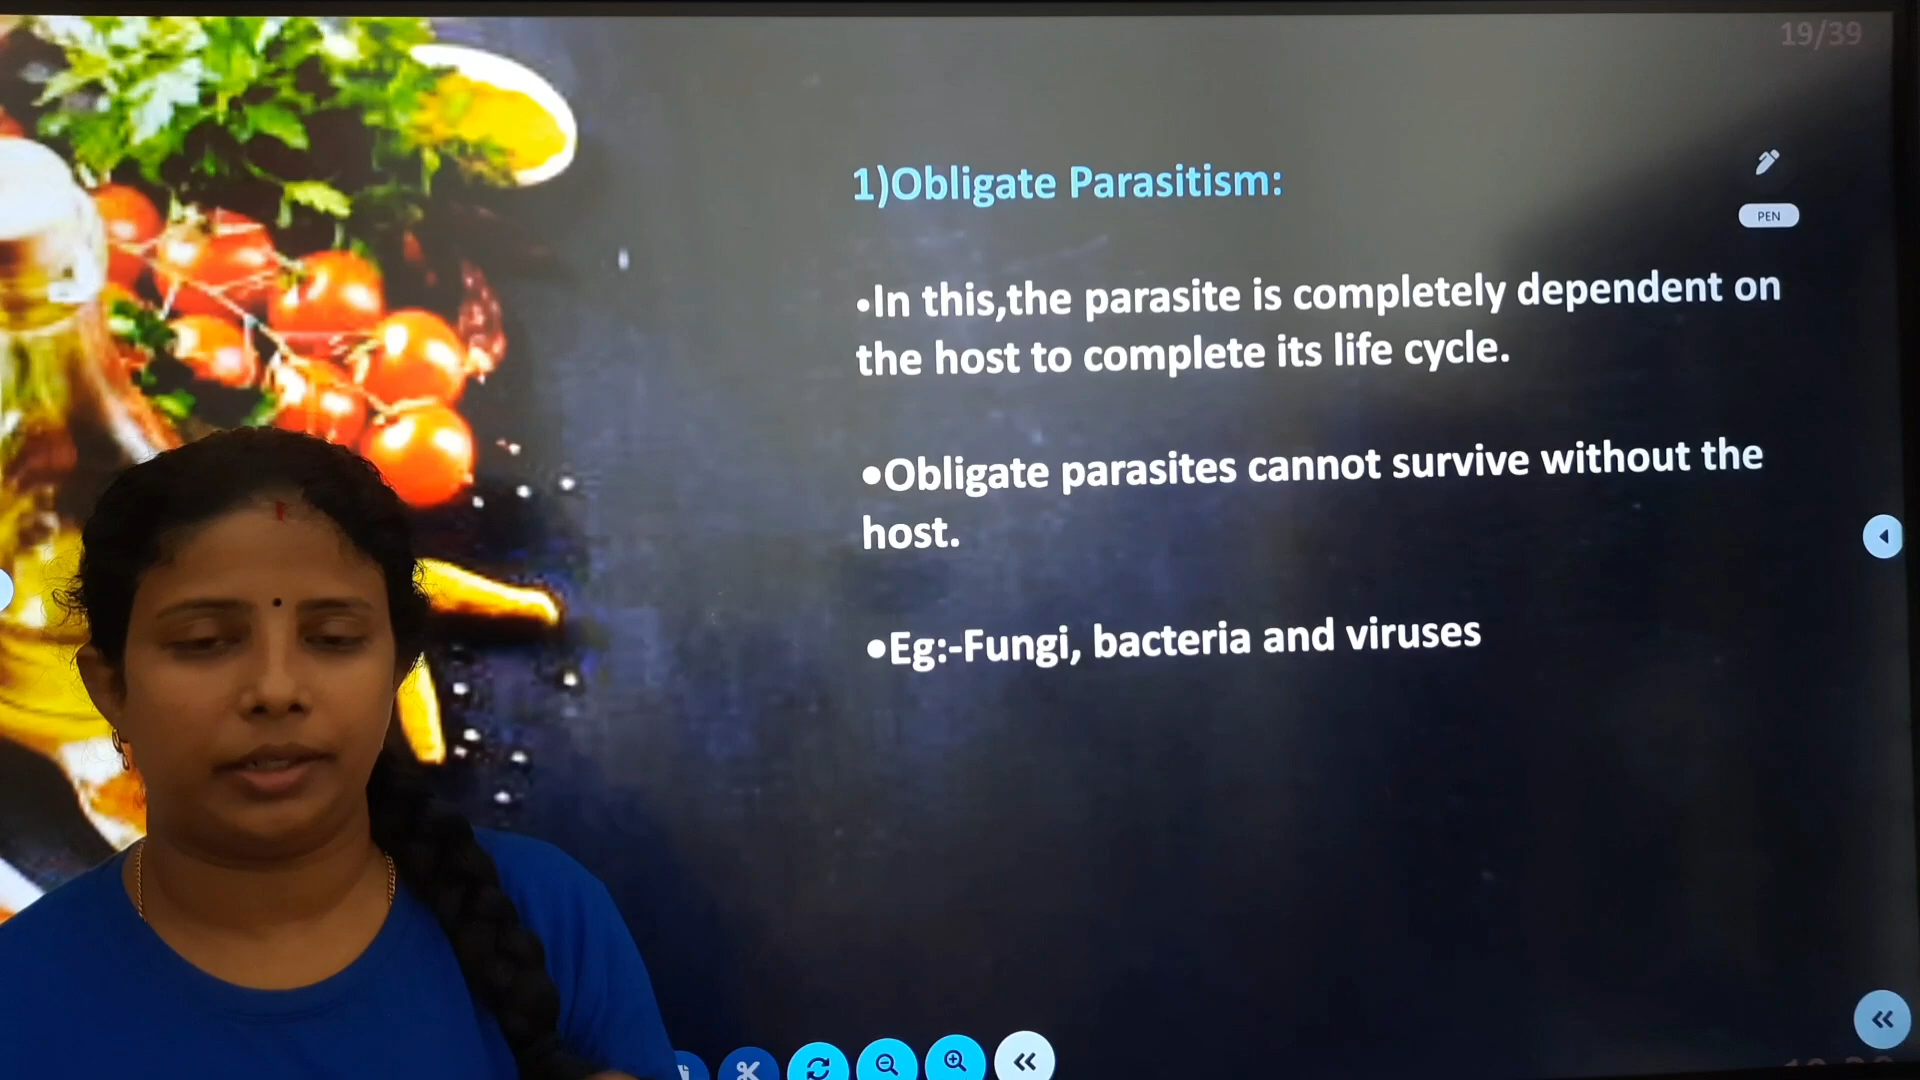 19/39
1)Obligate Parasitism:
PEN
•In this,the parasite is completely dependent on
the host to complete its life cycle.
•Obligate parasites cannot survive without the
host.
•Eg:-Fungi, bacteria and viruses